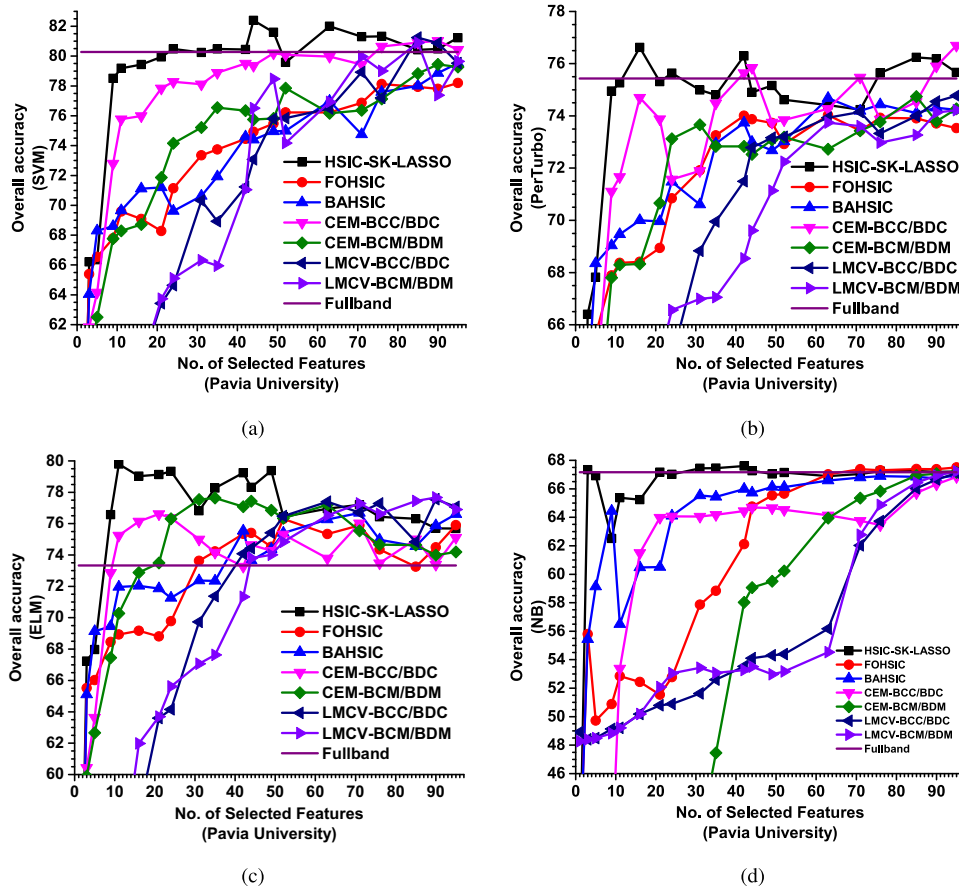 Overall accuracy
(SVM)
82
80
78
76
74
72
70
68
66
64
62
HSIC-SK-LASSO
FOHSIC
BAHSIC
CEM-BCC/BDC
CEM-BCM/BDM
LMCV-BCC/BDC
LMCV-BCM/BDM
Fullband
0 10 20 30 40 50 60 70 80 90
No. of Selected Features
(Pavia University)
(a)
Overall accuracy
(PerTurbo)
78
76
74
72
70
68
66
HSIC-SK-LASSO
FOHSIC
BAHSIC
CEM-BCC/BDC
CEM-BCM/BDM
LMCV-BCC/BDC
LMCV-BCM/BDM
Fullband
0 10 20 30 40 50 60 70 80 90
No. of Selected Features
(Pavia University)
(b)
Overall accuracy
(ELM)
80
78
76
74
72
70
68
66
64
62
60
HSIC-SK-LASSO
FOHSIC
BAHSIC
CEM-BCC/BDC
CEM-BCM/BDM
LMCV-BCC/BDC
LMCV-BCM/BDM
Fullband
0 10 20 30 40 50 60 70 80 90
No. of Selected Features
(Pavia University)
(c)
Overall accuracy
(NB)
68
66
64
62
60
58
56
54
52
50
48
46
HSIC-SK-LASSO
FOHSIC
BAHSIC
CEM-BCC/BDC
CEM-BCM/BDM
LMCV-BCC/BDC
LMCV-BCM/BDM
Fullband
0 10 20 30 40 50 60 70 80 90
No. of Selected Features
(Pavia University)
(d)